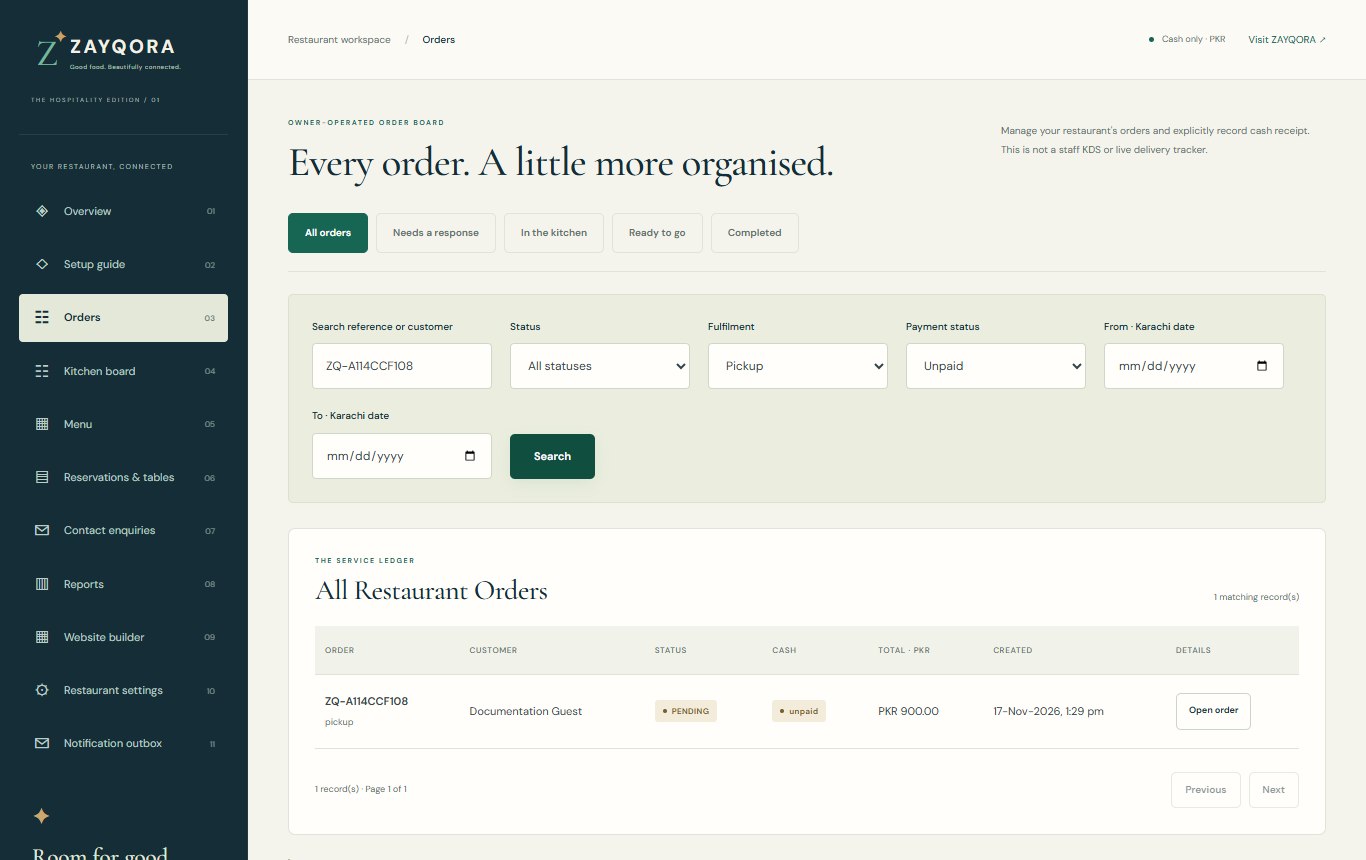 ZAYQORA
Good food. Beautifully connected.
THE HOSPITALITY EDITION / 01
YOUR RESTAURANT, CONNECTED
Overview 01
Setup guide 02
Orders 03
Kitchen board 04
Menu 05
Reservations & tables 06
Contact enquiries 07
Reports 08
Website builder 09
Restaurant settings 10
Notification outbox 11
Room for good
Restaurant workspace / Orders
Cash only · PKR
Visit ZAYQORA ↗
OWNER-OPERATED ORDER BOARD
Every order. A little more organised.
Manage your restaurant's orders and explicitly record cash receipt.
This is not a staff KDS or live delivery tracker.
All orders
Needs a response
In the kitchen
Ready to go
Completed
Search reference or customer
ZQ-A114CCF108
Status
All statuses
Fulfilment
Pickup
Payment status
Unpaid
From · Karachi date
mm/dd/yyyy
To · Karachi date
mm/dd/yyyy
Search
THE SERVICE LEDGER
All Restaurant Orders
1 matching record(s)
ORDER CUSTOMER STATUS CASH TOTAL · PKR CREATED DETAILS
ZQ-A114CCF108
pickup
Documentation Guest
PENDING
unpaid
PKR 900.00
17-Nov-2026, 1:29 pm
Open order
1 record(s) · Page 1 of 1
Previous
Next